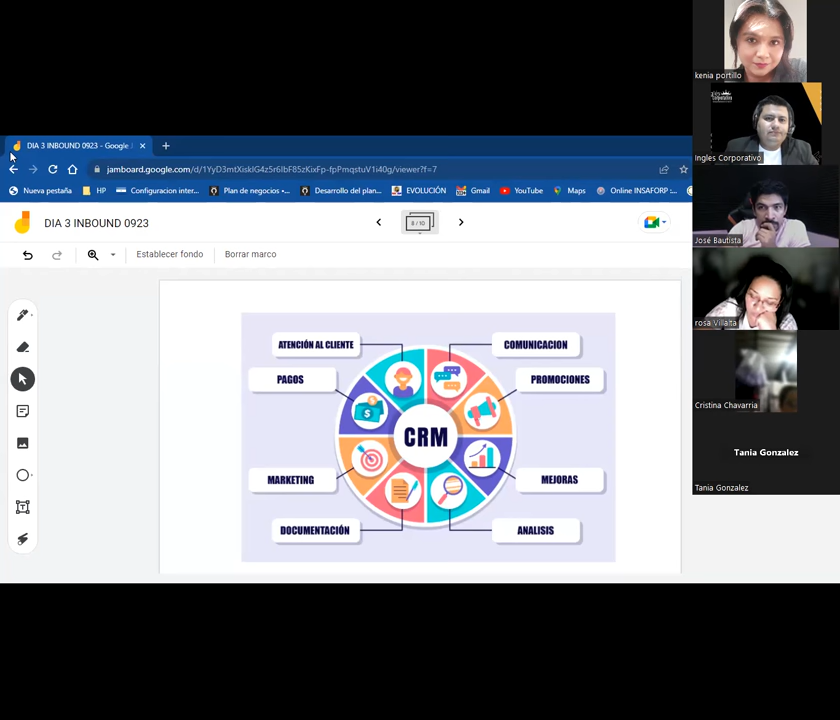 DIA 3 INBOUND 0923 - Google
jamboard.google.com/d/1YyD3mtXisklG4z5r6IbF85zKixFp-fpPmqstuV1i40g/viewer?f=7
Nueva pestaña HP Configuracion inter... Plan de negocios •... Desarrollo del plan... EVOLUCIÓN Gmail YouTube Maps Online INSAFORP :...
DIA 3 INBOUND 0923
8 / 10
Establecer fondo Borrar marco
ATENCIÓN AL CLIENTE
COMUNICACION
PAGOS
PROMOCIONES
CRM
MARKETING
MEJORAS
DOCUMENTACIÓN
ANALISIS
kenia portillo
Corporativo
Ingles Corporativo
José Bautista
rosa Villalta
Cristina Chavarria
Tania Gonzalez
Tania Gonzalez